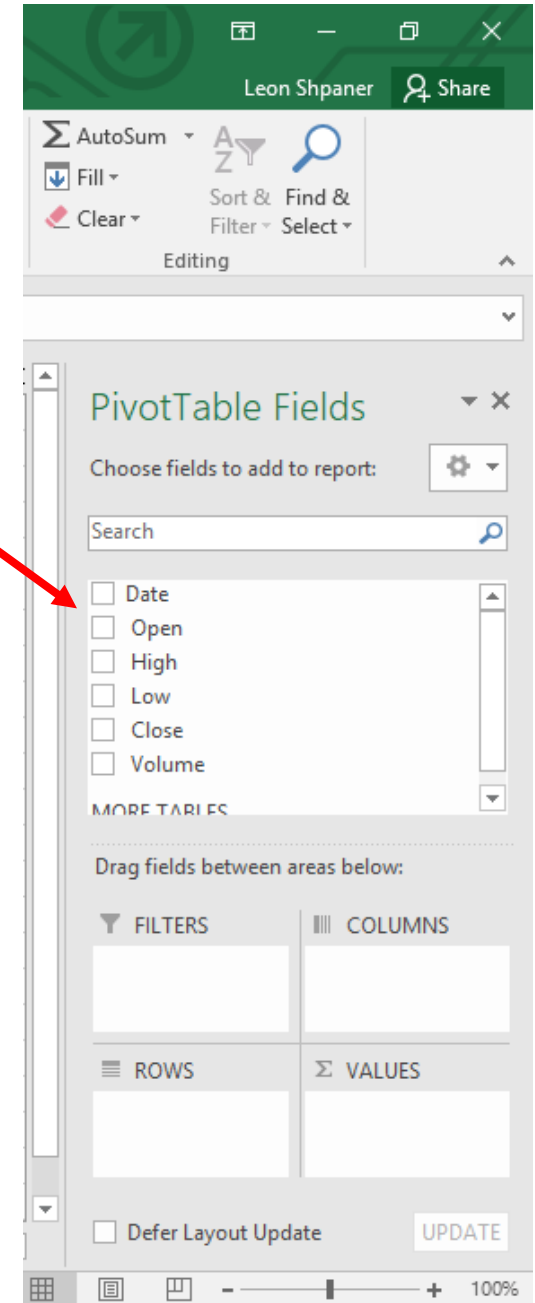 Leon Shpaner Share
AutoSum
Fill
Clear
A
Z
Sort &
Filter
Find &
Select
Editing
PivotTable Fields
Choose fields to add to report:
Search
Date
Open
High
Low
Close
Volume
MORE TABLES
Drag fields between areas below:
FILTERS
COLUMNS
ROWS
Σ VALUES
Defer Layout Update
UPDATE
100%